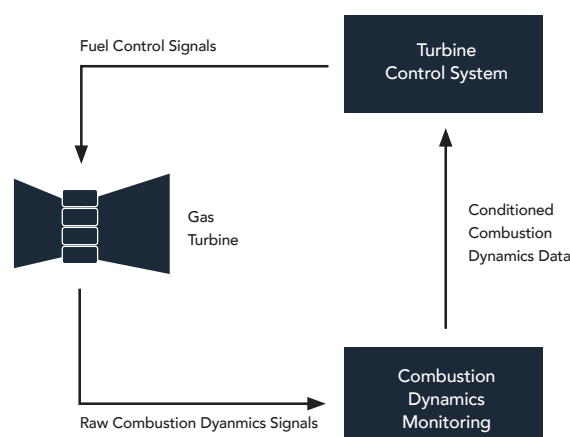 Fuel Control Signals
Turbine
Control System
Gas
Turbine
Conditioned
Combustion
Dynamics Data
Combustion
Dynamics
Monitoring
Raw Combustion Dyanmics Signals